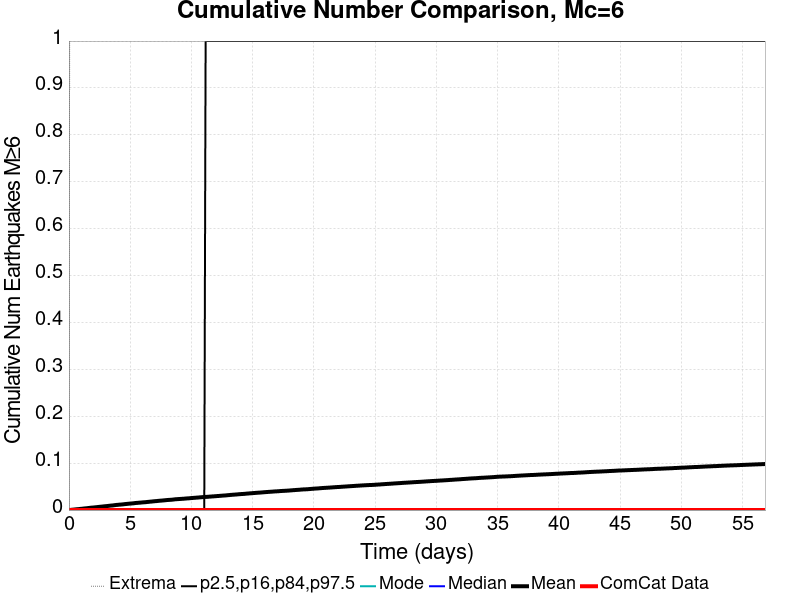 Cumulative Number Comparison, Mc=6
Cumulative Num Earthquakes M≥6
1
0.9
0.8
0.7
0.6
0.5
0.4
0.3
0.2
0.1
0
0 5 10 15 20 25 30 35 40 45 50 55
Time (days)
Extrema p2.5,p16,p84,p97.5 Mode Median Mean ComCat Data